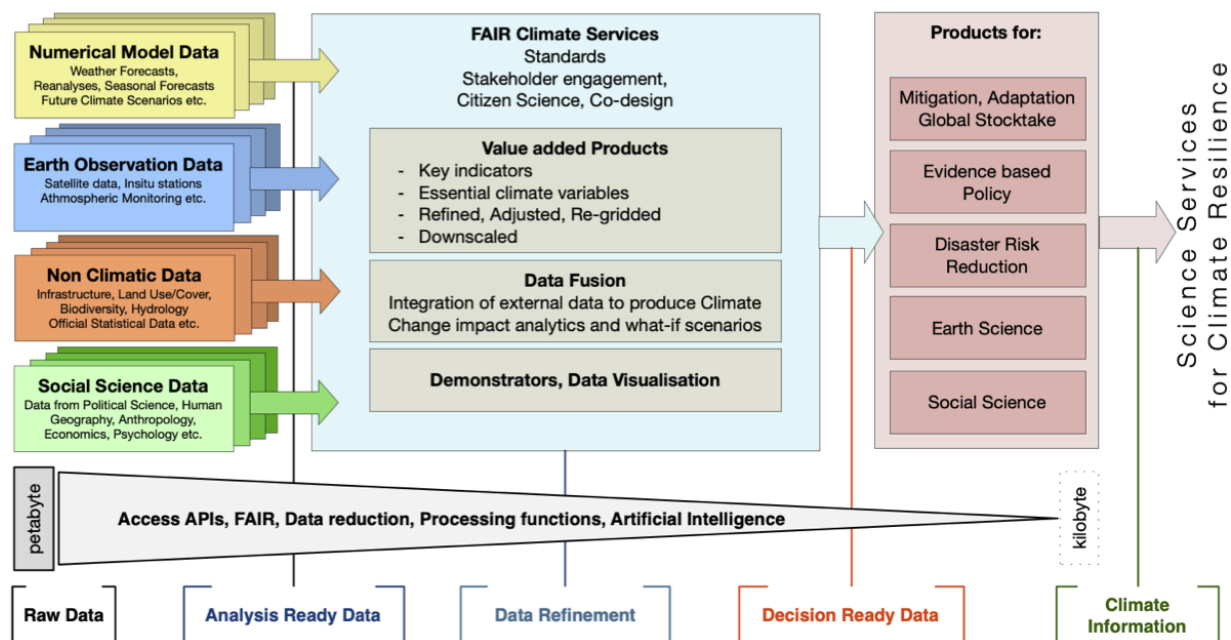 Numerical Model Data
Weather Forecasts,
Reanalyses, Seasonal Forecasts
Future Climate Scenarios etc.
Earth Observation Data
Satellite data, Insitu stations
Athmospheric Monitoring etc.
Non Climatic Data
Infrastructure, Land Use/Cover,
Biodiversity, Hydrology
Official Statistical Data etc.
Social Science Data
Data from Political Science, Human
Geography, Anthropology,
Economics, Psychology etc.
FAIR Climate Services
Standards
Stakeholder engagement,
Citizen Science, Co-design
Value added Products
- Key indicators
- Essential climate variables
- Refined, Adjusted, Re-gridded
- Downscaled
Data Fusion
Integration of external data to produce Climate
Change impact analytics and what-if scenarios
Demonstrators, Data Visualisation
Products for:
Mitigation, Adaptation
Global Stocktake
Evidence based
Policy
Disaster Risk
Reduction
Earth Science
Social Science
Science Services
for Climate Resilience
petabyte
Access APIs, FAIR, Data reduction, Processing functions, Artificial Intelligence
kilobyte
Raw Data
Analysis Ready Data
Data Refinement
Decision Ready Data
Climate
Information